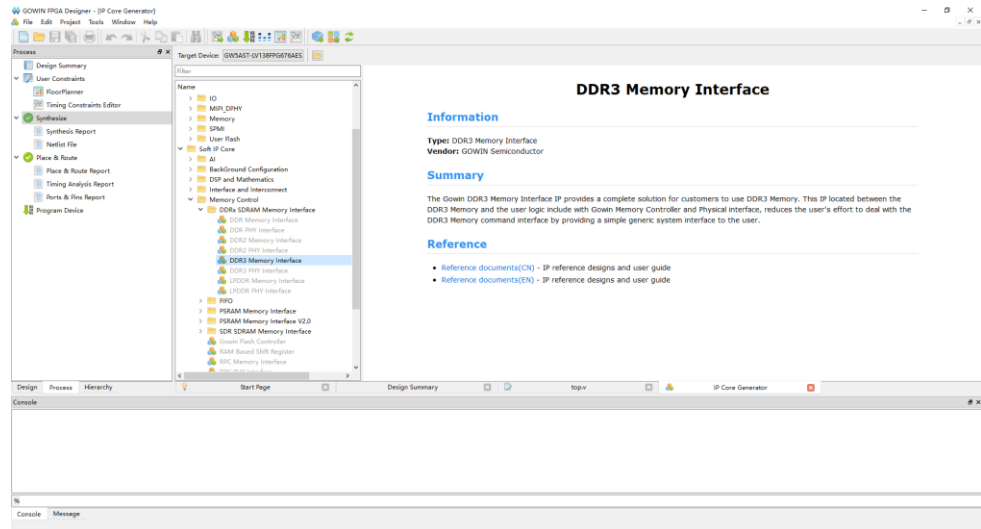 GOWIN FPGA Designer - [IP Core Generator]
File Edit Project Tools Window Help
Process
Design Summary
User Constraints
FloorPlanner
Timing Constraints Editor
Synthesize
Synthesis Report
Netlist File
Place & Route
Place & Route Report
Timing Analysis Report
Ports & Pins Report
Program Device
Design Process Hierarchy
Target Device: GW5AST-LV138FPG676AES
Filter
Name
IO
MIPI_DPHY
Memory
SPMI
User Flash
Soft IP Core
AI
BackGround Configuration
DSP and Mathematics
Interface and Interconnect
Memory Control
DDRx SDRAM Memory Interface
DDR Memory Interface
DDR PHY Interface
DDR2 Memory Interface
DDR2 PHY Interface
DDR3 Memory Interface
DDR3 PHY Interface
LPDDR Memory Interface
LPDDR PHY Interface
FIFO
PSRAM Memory Interface
PSRAM Memory Interface V2.0
SDR SDRAM Memory Interface
Gowin Flash Controller
RAM Based Shift Register
RPC Memory Interface
DDR3 Memory Interface
Information
Type: DDR3 Memory Interface
Vendor: GOWIN Semiconductor
Summary
The Gowin DDR3 Memory Interface IP provides a complete solution for customers to use DDR3 Memory. This IP located between the
DDR3 Memory and the user logic include with Gowin Memory Controller and Physical interface, reduces the user's effort to deal with the
DDR3 Memory command interface by providing a simple generic system interface to the user.
Reference
Reference documents(CN) - IP reference designs and user guide
Reference documents(EN) - IP reference designs and user guide
Start Page Design Summary top.v IP Core Generator
Console
%
Console Message